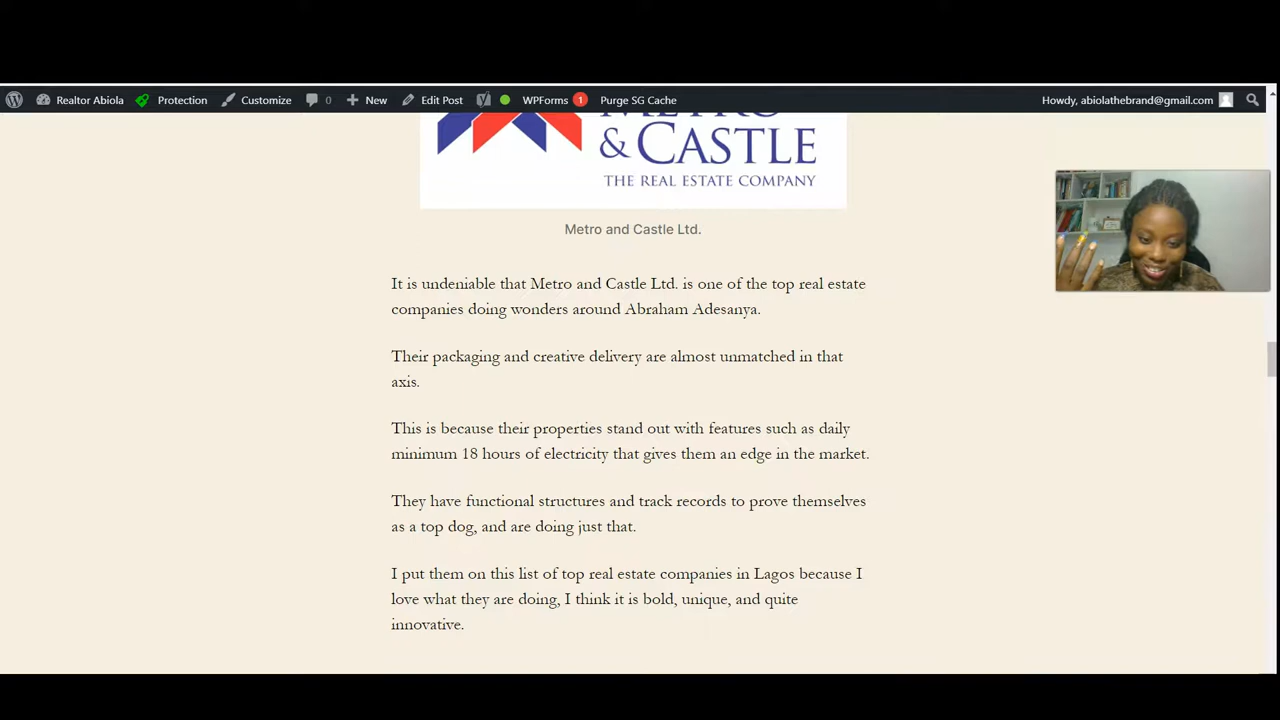 Realtor Abiola Protection Customize 0 New Edit Post WPForms 1 Purge SG Cache Howdy, abiolathebrand@gmail.com
METRO
& CASTLE
THE REAL ESTATE COMPANY
Metro and Castle Ltd.
It is undeniable that Metro and Castle Ltd. is one of the top real estate
companies doing wonders around Abraham Adesanya.
Their packaging and creative delivery are almost unmatched in that
axis.
This is because their properties stand out with features such as daily
minimum 18 hours of electricity that gives them an edge in the market.
They have functional structures and track records to prove themselves
as a top dog, and are doing just that.
I put them on this list of top real estate companies in Lagos because I
love what they are doing, I think it is bold, unique, and quite
innovative.